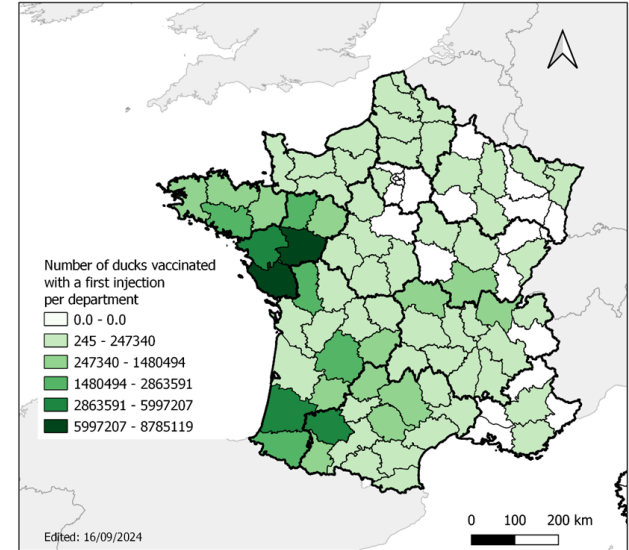 Number of ducks vaccinated
with a first injection
per department
0.0 - 0.0
245 - 247340
247340 - 1480494
1480494 - 2863591
2863591 - 5997207
5997207 - 8785119
Edited: 16/09/2024
0 100 200 km